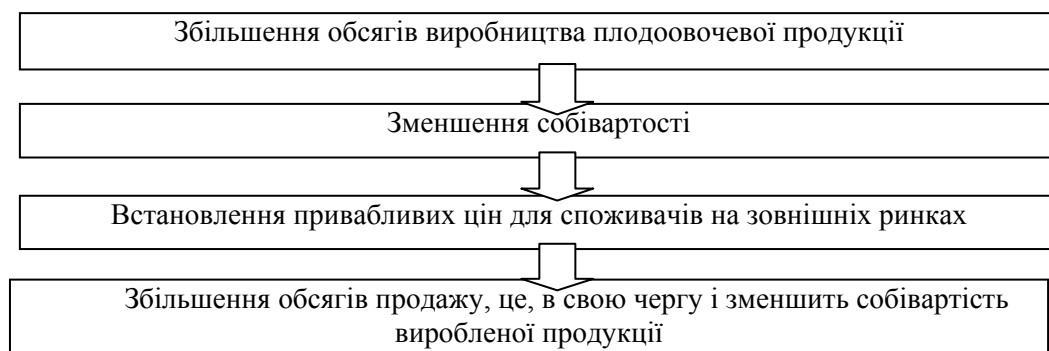 Збільшення обсягів виробництва плодоовочевої продукції
Зменшення собівартості
Встановлення привабливих цін для споживачів на зовнішніх ринках
Збільшення обсягів продажу, це, в свою чергу і зменшить собівартість
виробленої продукції